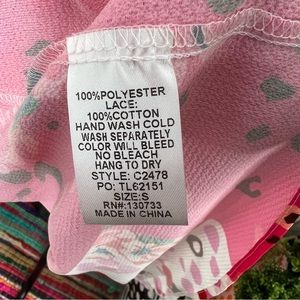 100%POLYESTER
LACE:
100%COTTON
HAND WASH COLD
WASH SEPARATELY
COLOR WILL BLEED
NO BLEACH
HANG TO DRY
STYLE: C2478
PO: TL62151
SIZE:S
RN#:130733
MADE IN CHINA